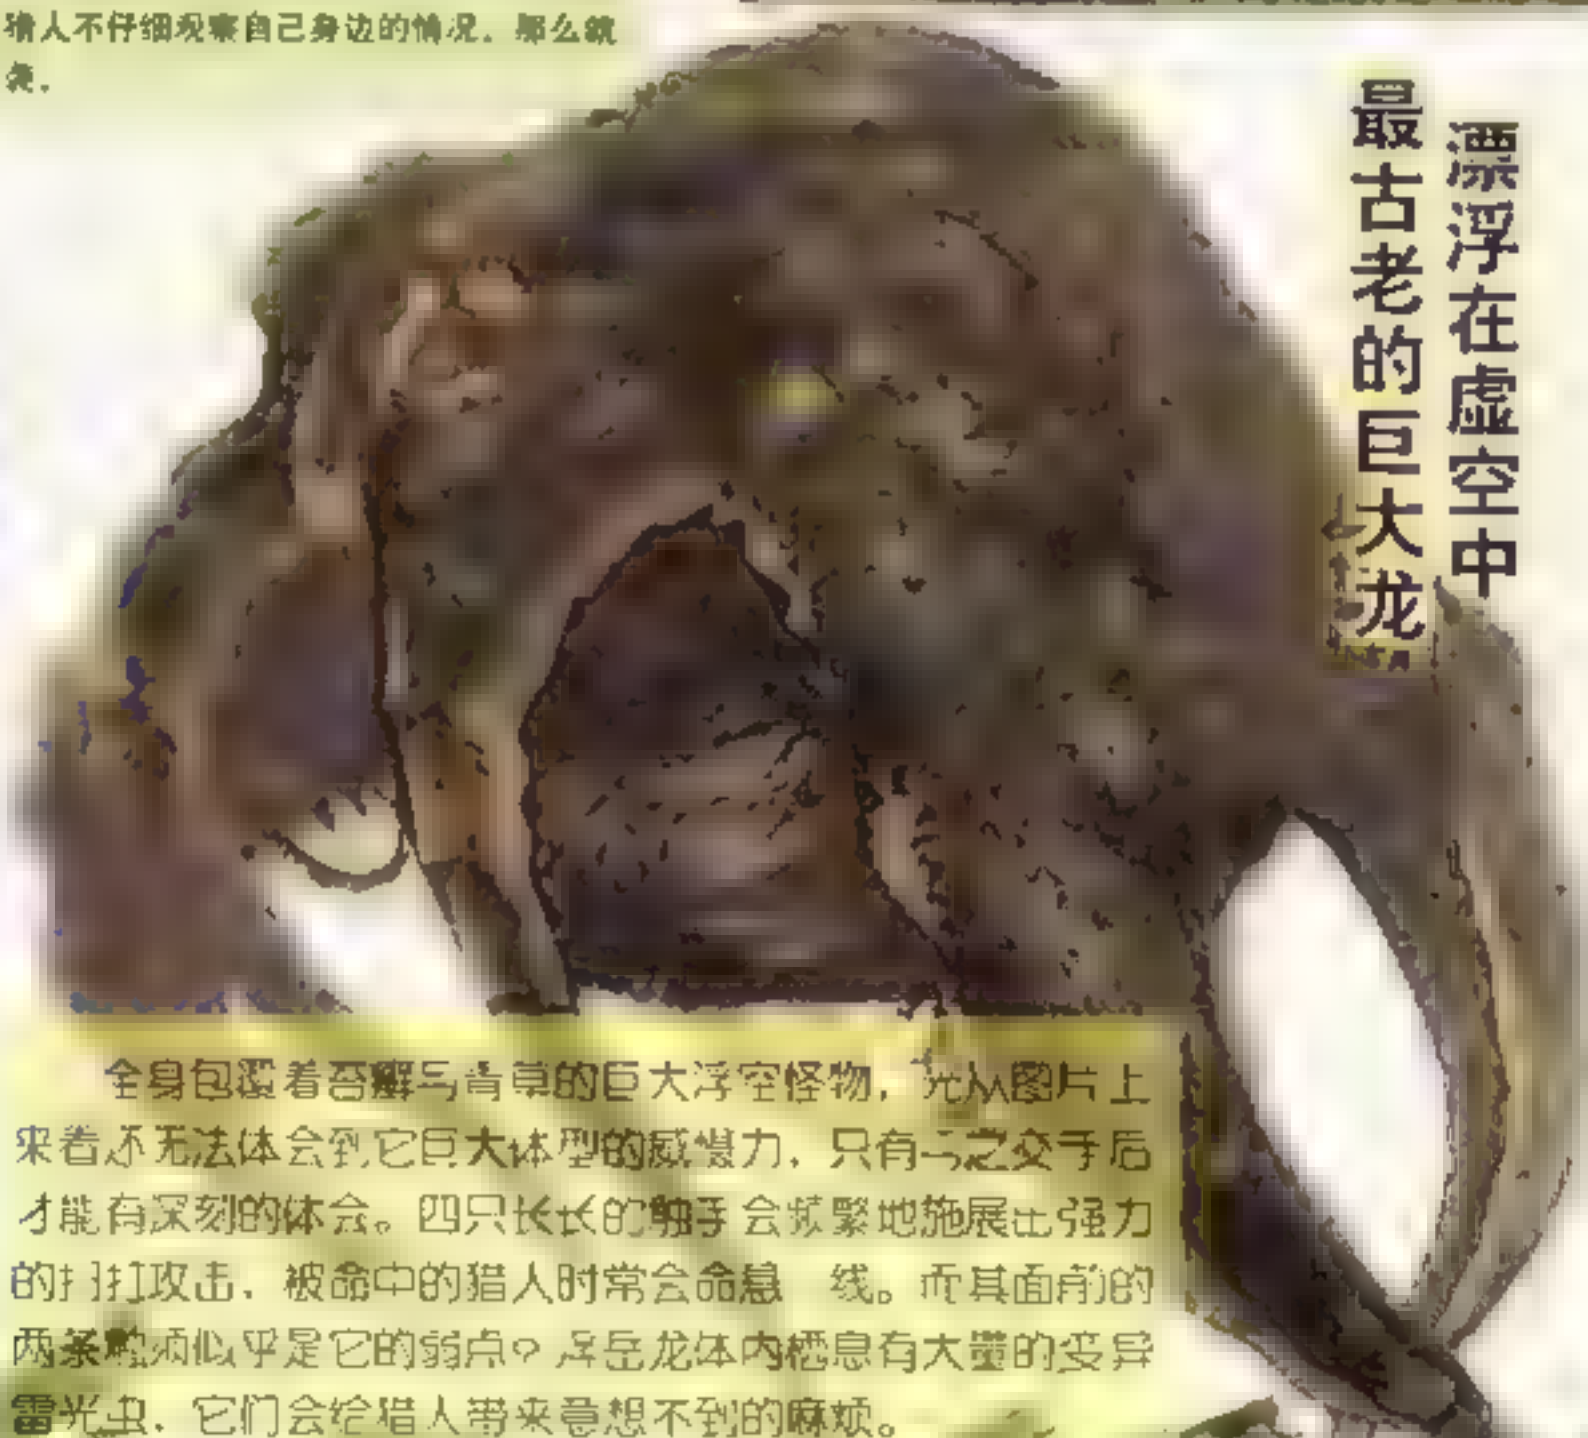 猎人不仔细观察自己身边的情况，那么就
漂浮在虚空中
最古老的巨大龙
全身包覆着苔藓与青草的巨大浮空怪物，光从图片上
来看还无法体会到它巨大体型的威慑力，只有与之交手后
才能有深刻的体会。四只长长的触手会频繁地施展出强力
的扫打攻击，被命中的猎人时常会命悬一线。而其面前的
两条触须似乎是它的弱点？浮岳龙体内栖息有大量的变异
雷光虫，它们会给猎人带来意想不到的麻烦。